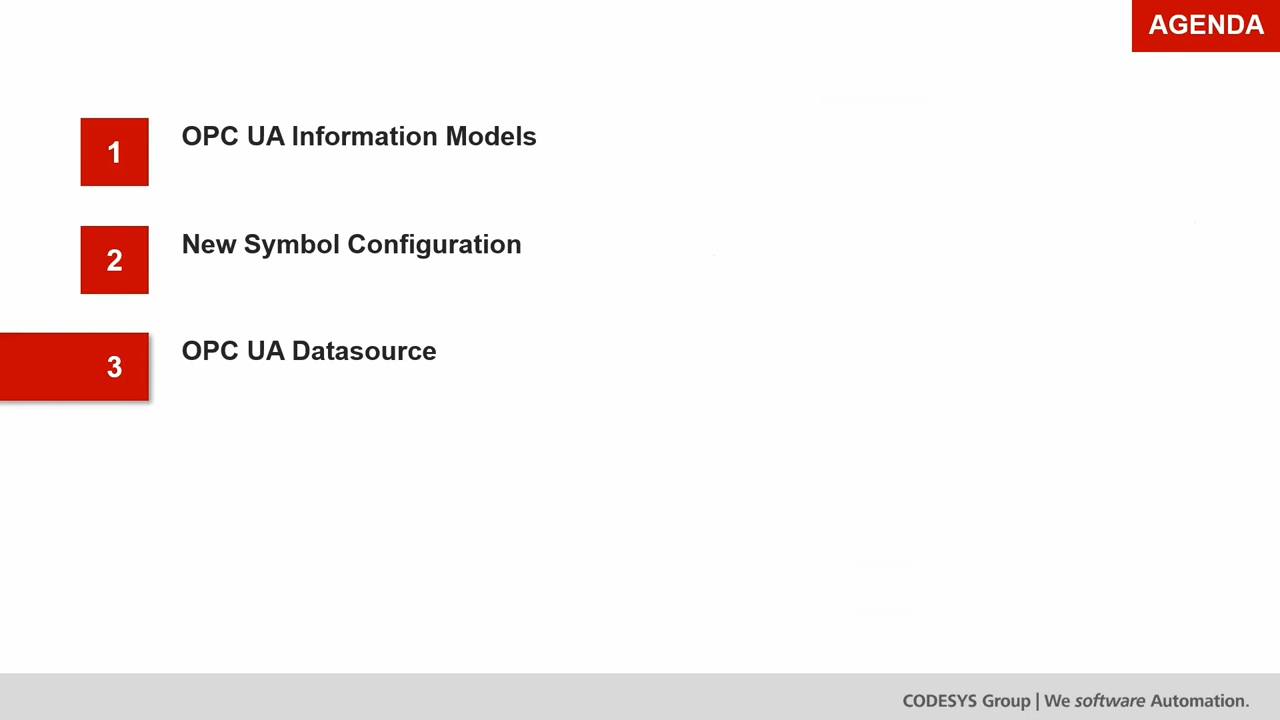 AGENDA
1
OPC UA Information Models
2
New Symbol Configuration
3
OPC UA Datasource
CODESYS Group | We software Automation.